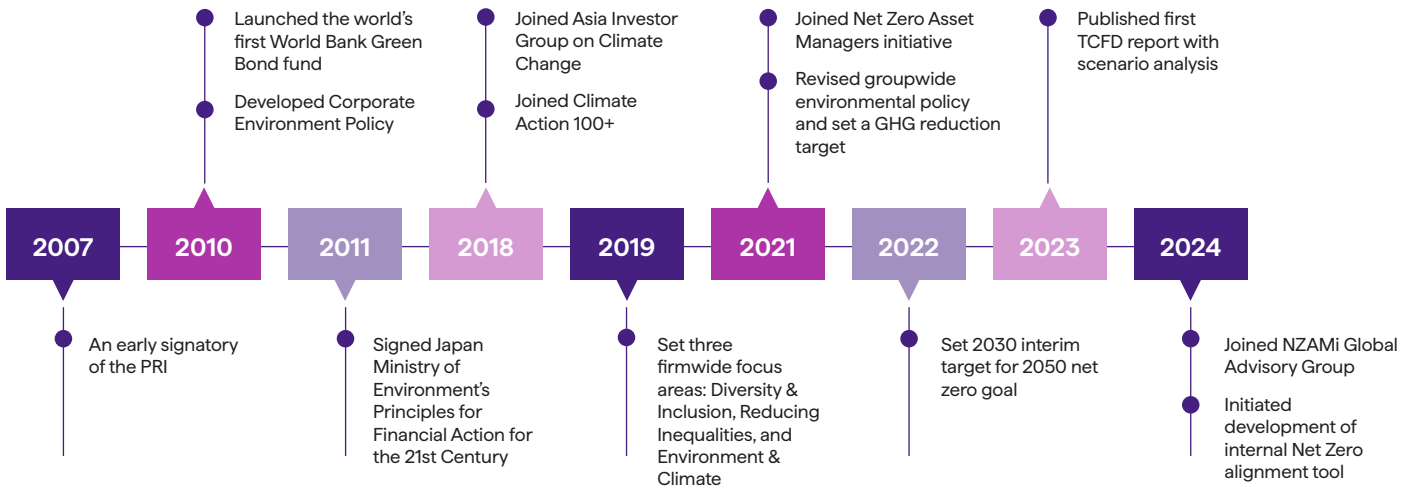 Launched the world's
first World Bank Green
Bond fund
Developed Corporate
Environment Policy
Joined Asia Investor
Group on Climate
Change
Joined Climate
Action 100+
Joined Net Zero Asset
Managers initiative
Revised groupwide
environmental policy
and set a GHG reduction
target
Published first
TCFD report with
scenario analysis
2007
2010
2011
2018
2019
2021
2022
2023
2024
An early signatory
of the PRI
Signed Japan
Ministry of
Environment's
Principles for
Financial Action for
the 21st Century
Set three
firmwide focus
areas: Diversity &
Inclusion, Reducing
Inequalities, and
Environment &
Climate
Set 2030 interim
target for 2050 net
zero goal
Joined NZAMi Global
Advisory Group
Initiated
development of
internal Net Zero
alignment tool